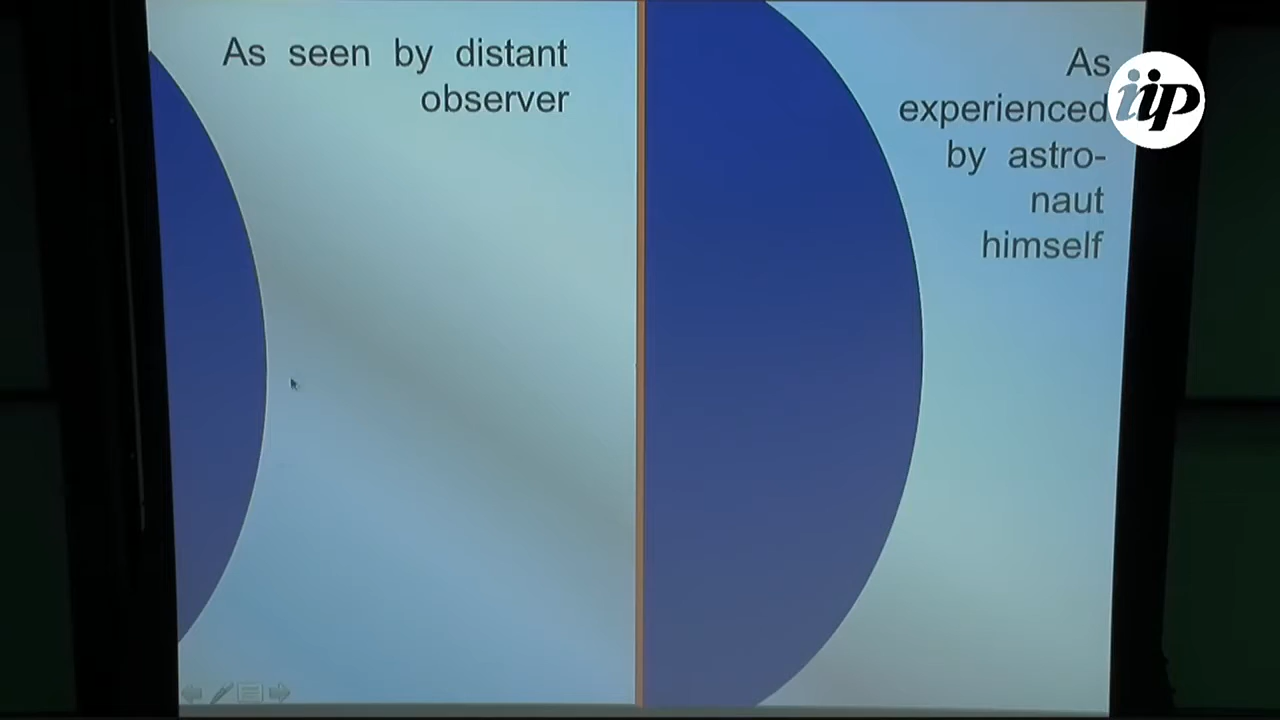 As seen by distant
observer
As
experienced
by astro-
naut
himself
iip